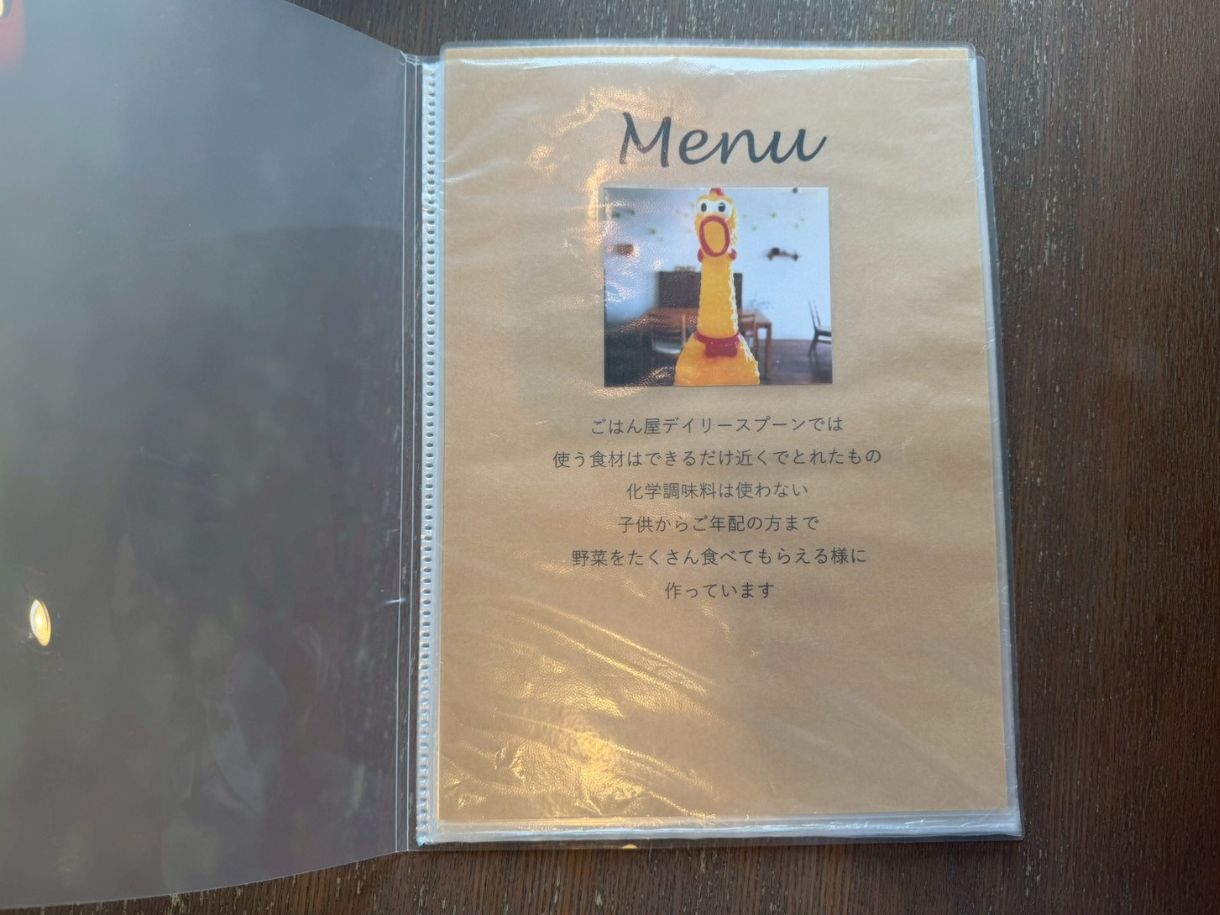 Menu
ごはん屋デイリースプーンでは
使う食材はできるだけ近くでとれたもの
化学調味料は使わない
子供からご年配の方まで
野菜をたくさん食べてもらえる様に
作っています